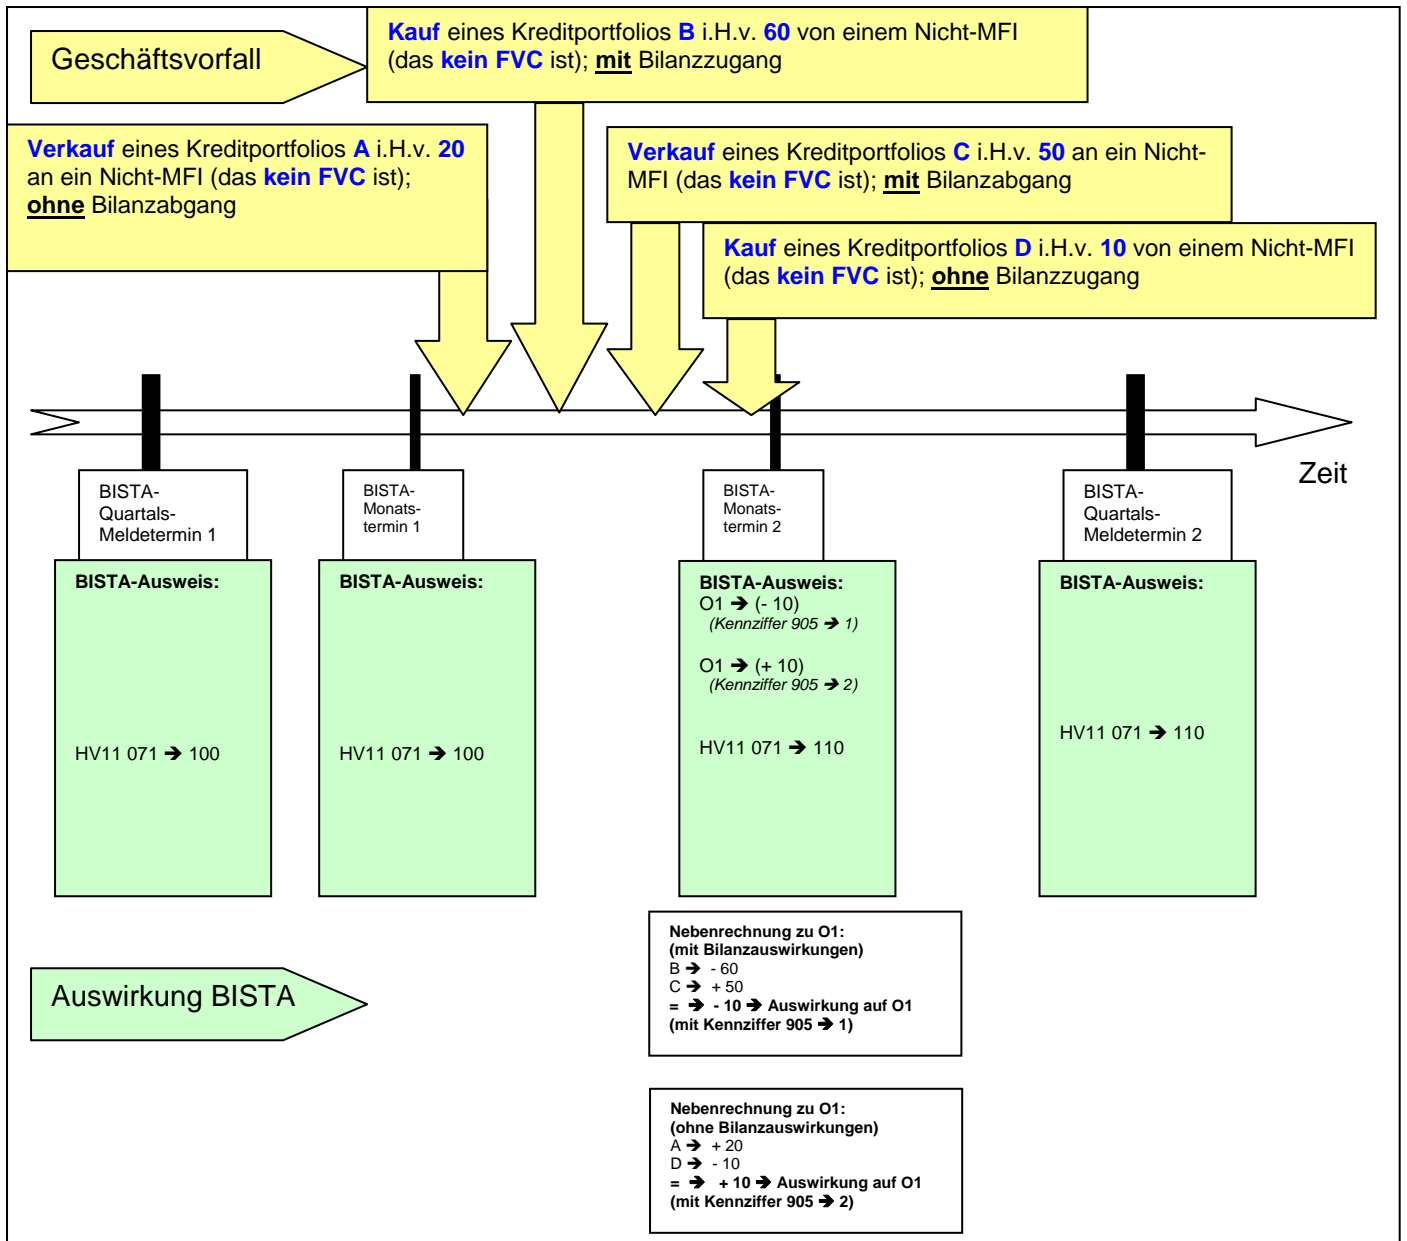 Geschäftsvorfall
Kauf eines Kreditportfolios B i.H.v. 60 von einem Nicht-MFI
(das kein FVC ist); mit Bilanzzugang
Verkauf eines Kreditportfolios A i.H.v. 20
an ein Nicht-MFI (das kein FVC ist);
ohne Bilanzabgang
Verkauf eines Kreditportfolios C i.H.v. 50 an ein Nicht-
MFI (das kein FVC ist); mit Bilanzabgang
Kauf eines Kreditportfolios D i.H.v. 10 von einem Nicht-MFI
(das kein FVC ist); ohne Bilanzzugang
Zeit
BISTA-
Quartals-
Meldetermin 1
BISTA-Ausweis:
HV11 071 ➔ 100
BISTA-
Monats-
termin 1
BISTA-Ausweis:
HV11 071 ➔ 100
BISTA-
Monats-
termin 2
BISTA-Ausweis:
O1 ➔ (- 10)
(Kennziffer 905 ➔ 1)
O1 ➔ (+ 10)
(Kennziffer 905 ➔ 2)
HV11 071 ➔ 110
BISTA-
Quartals-
Meldetermin 2
BISTA-Ausweis:
HV11 071 ➔ 110
Auswirkung BISTA
Nebenrechnung zu O1:
(mit Bilanzauswirkungen)
B ➔ - 60
C ➔ + 50
= ➔ - 10 ➔ Auswirkung auf O1
(mit Kennziffer 905 ➔ 1)
Nebenrechnung zu O1:
(ohne Bilanzauswirkungen)
A ➔ + 20
D ➔ - 10
= ➔ + 10 ➔ Auswirkung auf O1
(mit Kennziffer 905 ➔ 2)